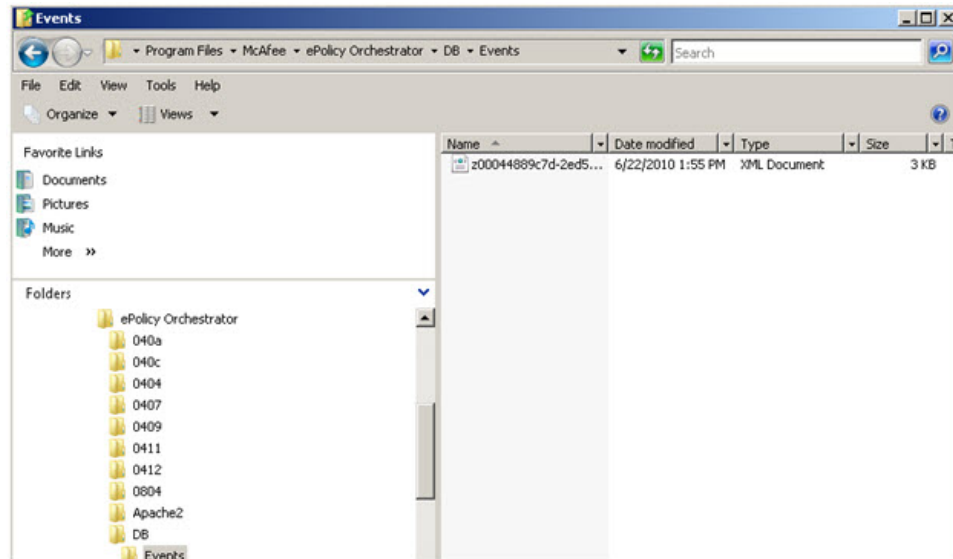 Events
Program Files McAfee ePolicy Orchestrator DB Events Search
File Edit View Tools Help
Organize Views
Favorite Links
Documents
Pictures
Music
More »
Folders
ePolicy Orchestrator
040a
040c
0404
0407
0409
0411
0412
0804
Apache2
DB
Events
Name Date modified Type Size
z00044889c7d-2ed5... 6/22/2010 1:55 PM XML Document 3 KB